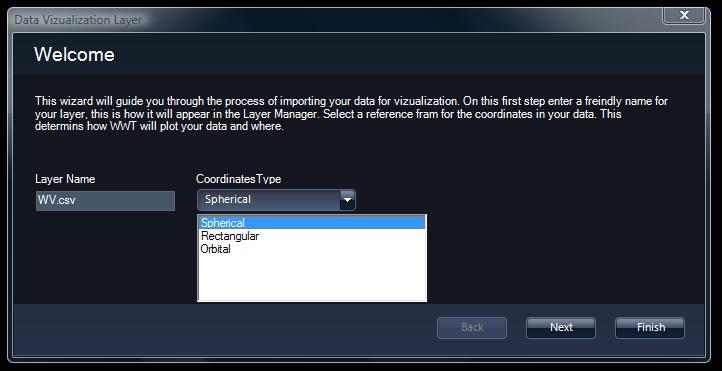 Data Vizualization Layer
x
Welcome
This wizard will guide you through the process of importing your data for vizualization. On this first step enter a freindly name for
your layer, this is how it will appear in the Layer Manager. Select a reference fram for the coordinates in your data. This
determins how WWT will plot your data and where.
Layer Name CoordinatesType
WV.csv Spherical
Spherical
Rectangular
Orbital
Back Next Finish